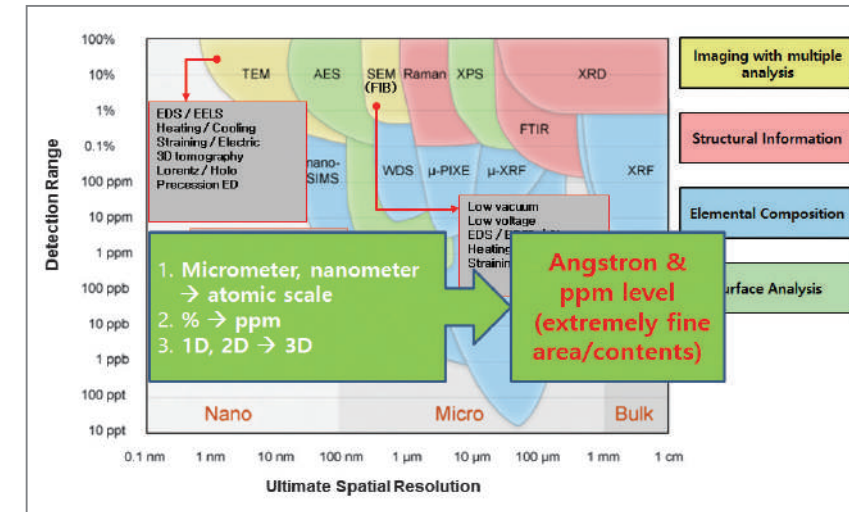 100%
10%
1%
0.1%
100 ppm
10 ppm
1 ppm
100 ppb
10 ppb
1 ppb
100 ppt
10 ppt
Detection Range
TEM
AES
SEM
(FIB)
Raman
XPS
XRD
FTIR
nano-
SIMS
WDS
μ-PIXE
μ-XRF
XRF
EDS / EELS
Heating / Cooling
Straining / Electric
3D tomography
Lorentz / Holo
Precession ED
Low vacuum
Low voltage
EDS /
Heating
Straining
1. Micrometer, nanometer
→ atomic scale
2. % → ppm
3. 1D, 2D → 3D
Angstron &
ppm level
(extremely fine
area/contents)
Imaging with multiple
analysis
Structural Information
Elemental Composition
Surface Analysis
Nano
Micro
Bulk
0.1 nm
1 nm
10 nm
100 nm
1 μm
10 μm
100 μm
1 mm
1 cm
Ultimate Spatial Resolution